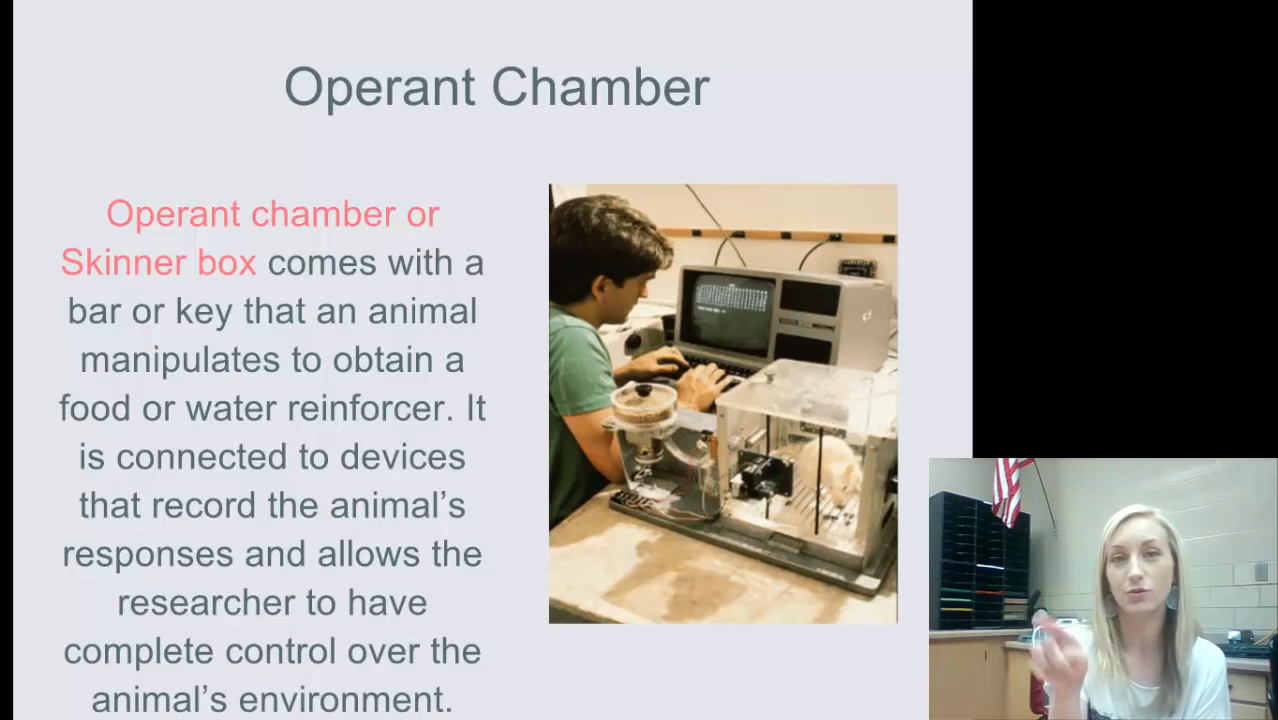 Operant Chamber
Operant chamber or
Skinner box comes with a
bar or key that an animal
manipulates to obtain a
food or water reinforcer. It
is connected to devices
that record the animal’s
responses and allows the
researcher to have
complete control over the
animal’s environment.